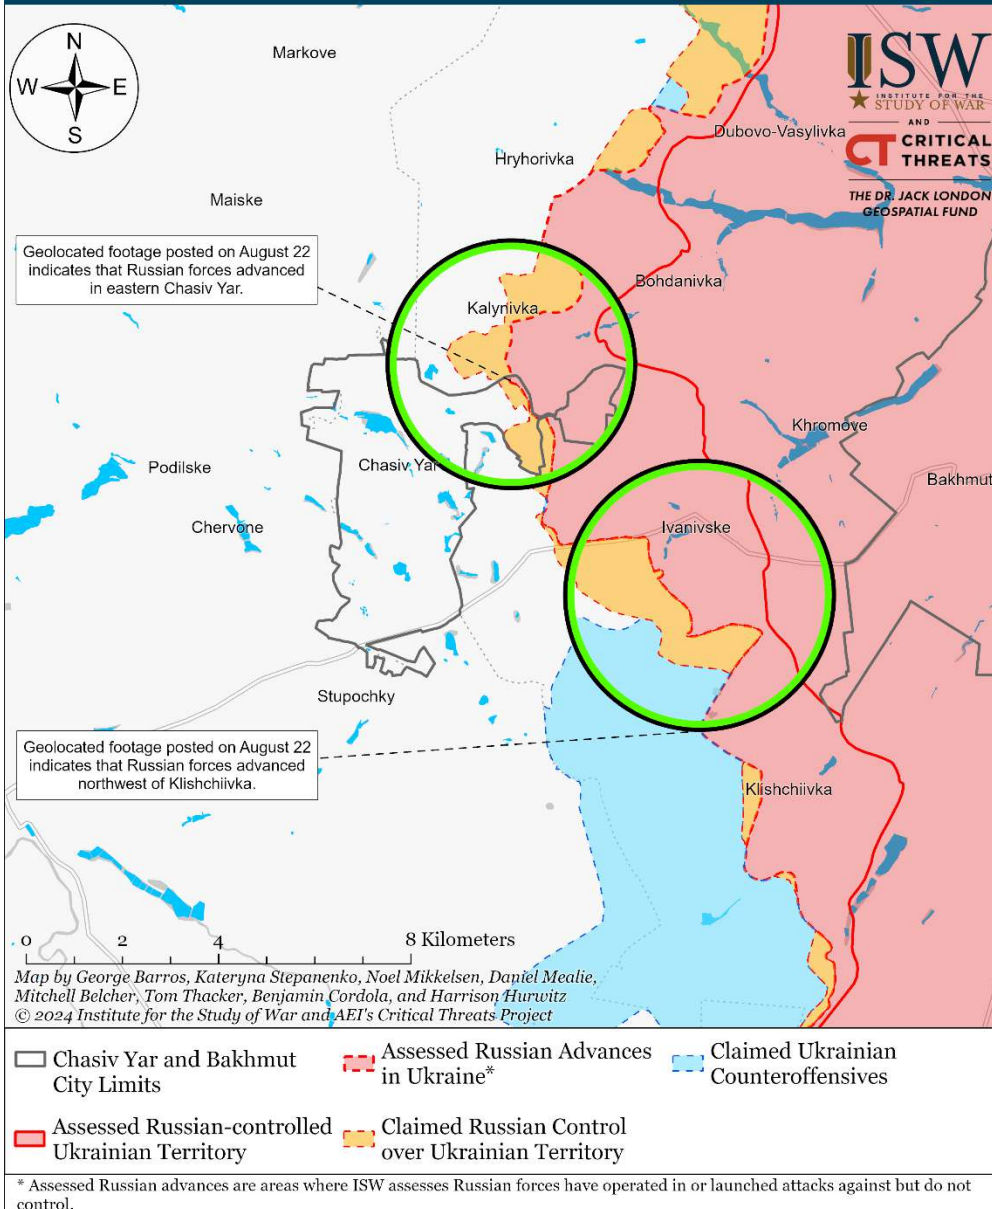 N
W
E
S
Markove
ISW
INSTITUTE FOR THE
STUDY OF WAR
AND
CT CRITICAL
THREATS
THE DR. JACK LONDON
GEOSPATIAL FUND
Dubovo-Vasylivka
Hryhorivka
Maiske
Geolocated footage posted on August 22
indicates that Russian forces advanced
in eastern Chasiv Yar.
Bohdanivka
Kalynivka
Khromove
Podilske
Chasiv Yar
Bakhmut
Chervone
Ivanivske
Stupochky
Geolocated footage posted on August 22
indicates that Russian forces advanced
northwest of Klishchiivka.
Klishchiivka
0 2 4 8 Kilometers
Map by George Barros, Kateryna Stepanenko, Noel Mikkelsen, Daniel Mealie,
Mitchell Belcher, Tom Thacker, Benjamin Cordola, and Harrison Hurwitz
© 2024 Institute for the Study of War and AEI's Critical Threats Project
Chasiv Yar and Bakhmut
City Limits
Assessed Russian Advances
in Ukraine*
Claimed Ukrainian
Counteroffensives
Assessed Russian-controlled
Ukrainian Territory
Claimed Russian Control
over Ukrainian Territory
* Assessed Russian advances are areas where ISW assesses Russian forces have operated in or launched attacks against but do not
control.